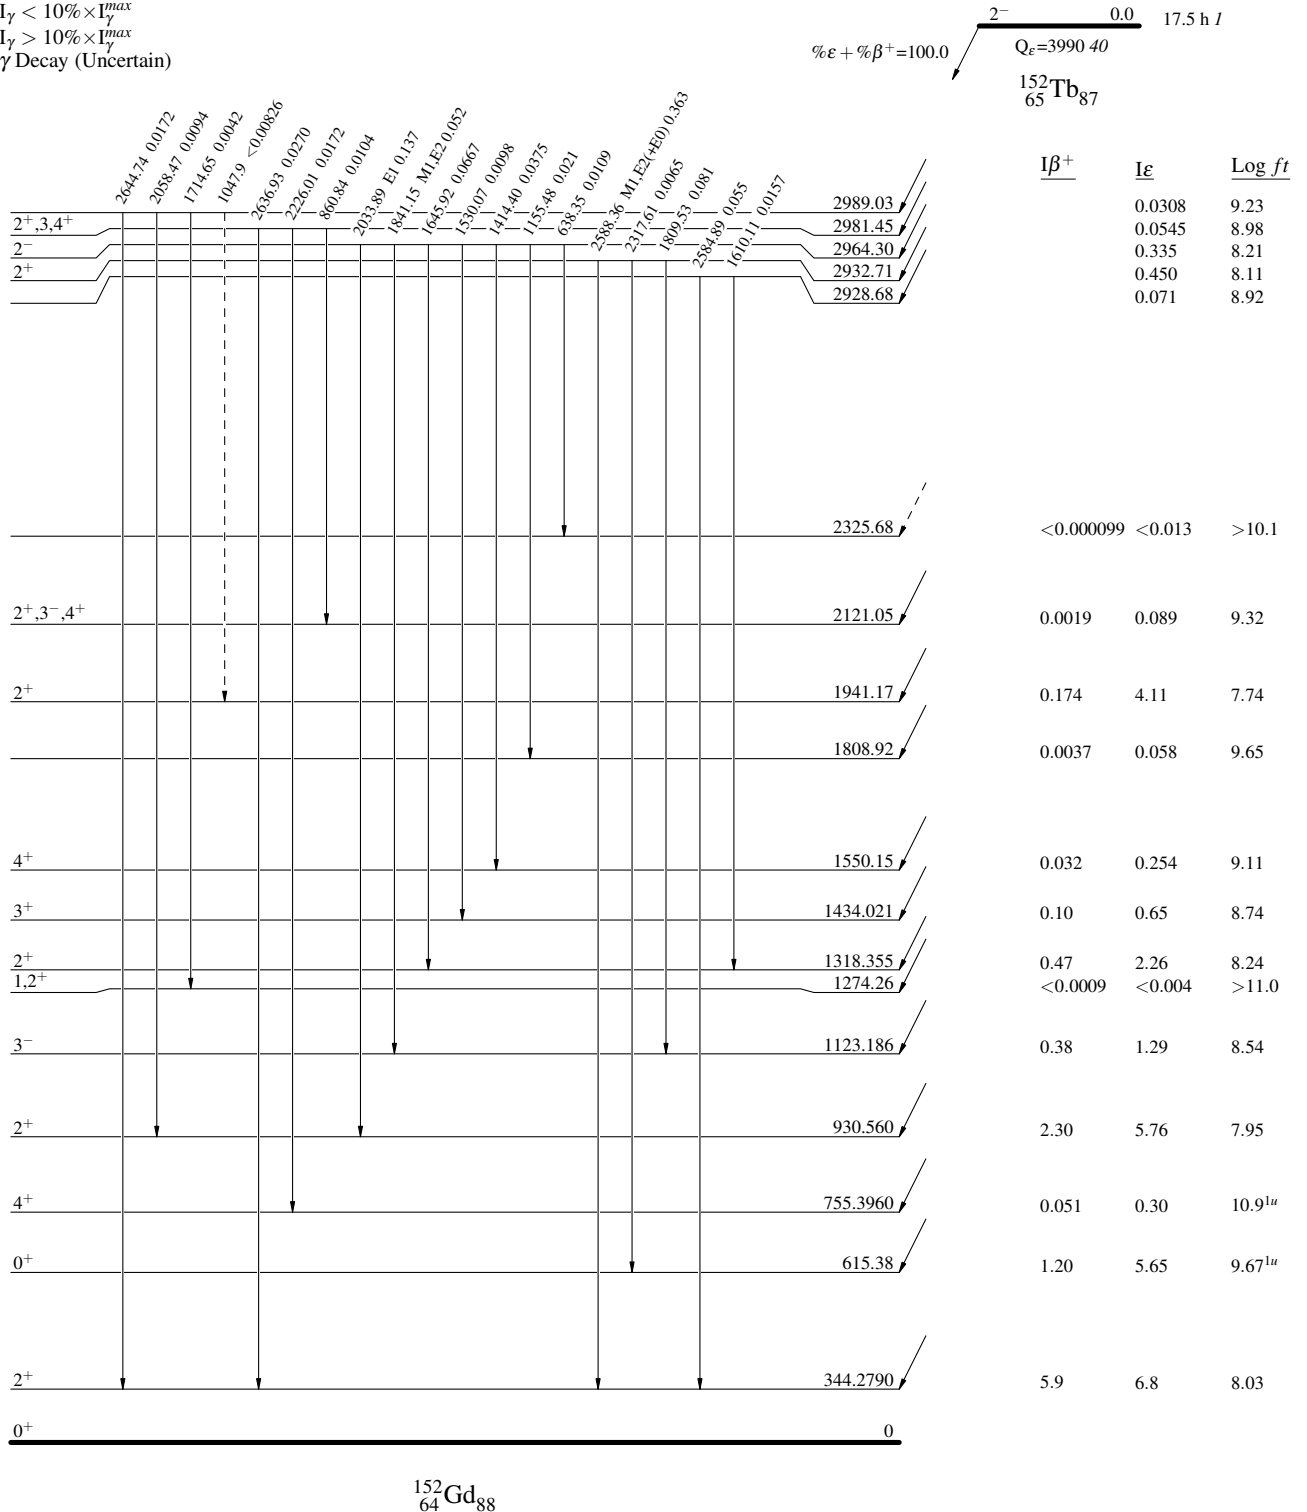 Iγ < 10%×Iγ^max
Iγ > 10%×Iγ^max
γ Decay (Uncertain)
2⁻ 0.0 17.5 h 1
%ε + %β⁺=100.0
Qε=3990 40
¹⁵²₆₅Tb₈₇
2644.74 0.0172
2058.47 0.0094
1714.65 0.0042
1047.9 <0.00826
2636.93 0.0270
2226.01 0.0172
860.84 0.0104
2033.89 E1 0.137
1841.15 M1,E2 0.052
1645.92 0.0667
1530.07 0.0098
1414.40 0.0375
1155.48 0.021
638.35 0.0109
2588.36 M1,E2(+E0) 0.363
2317.61 0.0065
1809.53 0.081
2584.89 0.055
1610.11 0.0157
Iβ⁺ Iε Log ft
2989.03 0.0308 9.23
2⁺,3,4⁺ 2981.45 0.0545 8.98
2⁻ 2964.30 0.335 8.21
2⁺ 2932.71 0.450 8.11
2928.68 0.071 8.92
2325.68 <0.000099 <0.013 >10.1
2⁺,3⁻,4⁺ 2121.05 0.0019 0.089 9.32
2⁺ 1941.17 0.174 4.11 7.74
1808.92 0.0037 0.058 9.65
4⁺ 1550.15 0.032 0.254 9.11
3⁺ 1434.021 0.10 0.65 8.74
2⁺ 1318.355 0.47 2.26 8.24
1,2⁺ 1274.26 <0.0009 <0.004 >11.0
3⁻ 1123.186 0.38 1.29 8.54
2⁺ 930.560 2.30 5.76 7.95
4⁺ 755.3960 0.051 0.30 10.9¹ᵘ
0⁺ 615.38 1.20 5.65 9.67¹ᵘ
2⁺ 344.2790 5.9 6.8 8.03
0⁺ 0
¹⁵²₆₄Gd₈₈